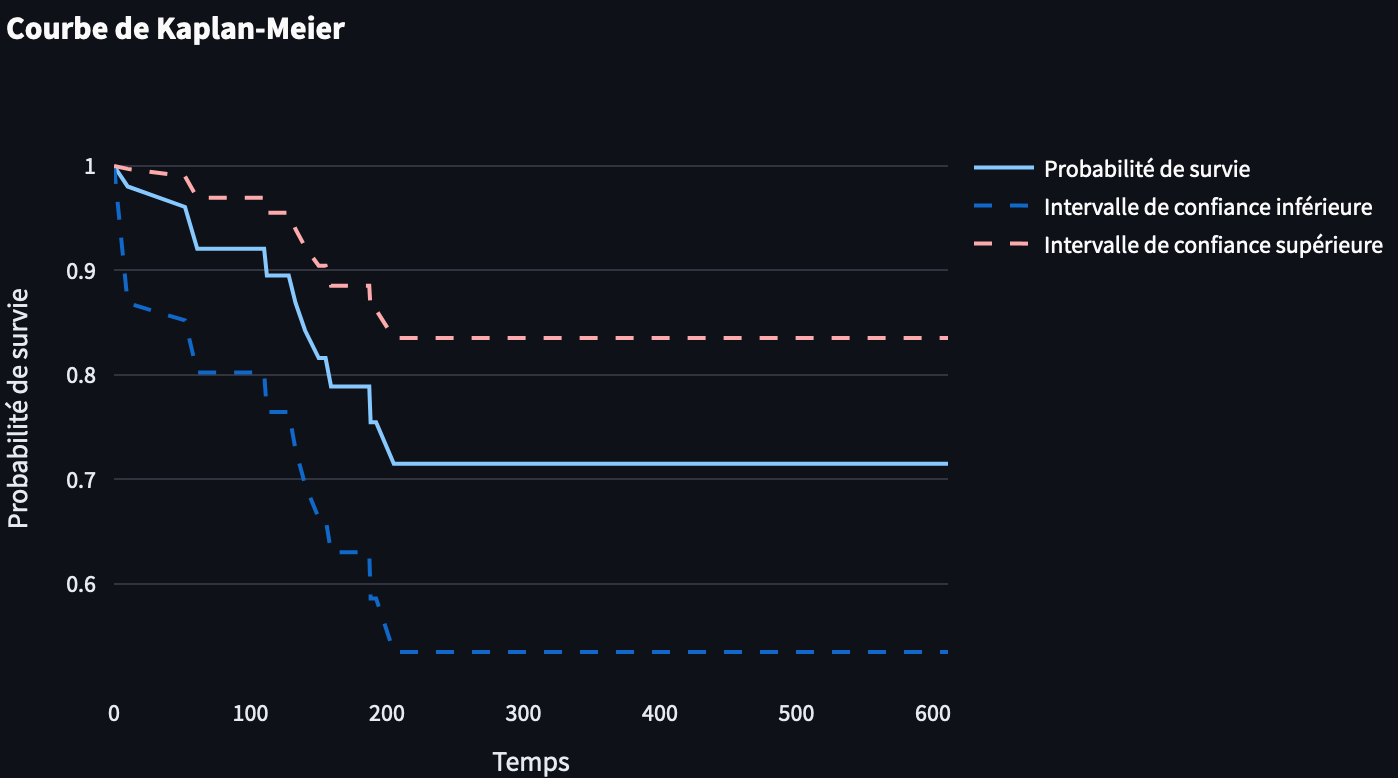 Courbe de Kaplan-Meier
Probabilité de survie
Intervalle de confiance inférieure
Intervalle de confiance supérieure
Probabilité de survie
1
0.9
0.8
0.7
0.6
0 100 200 300 400 500 600
Temps